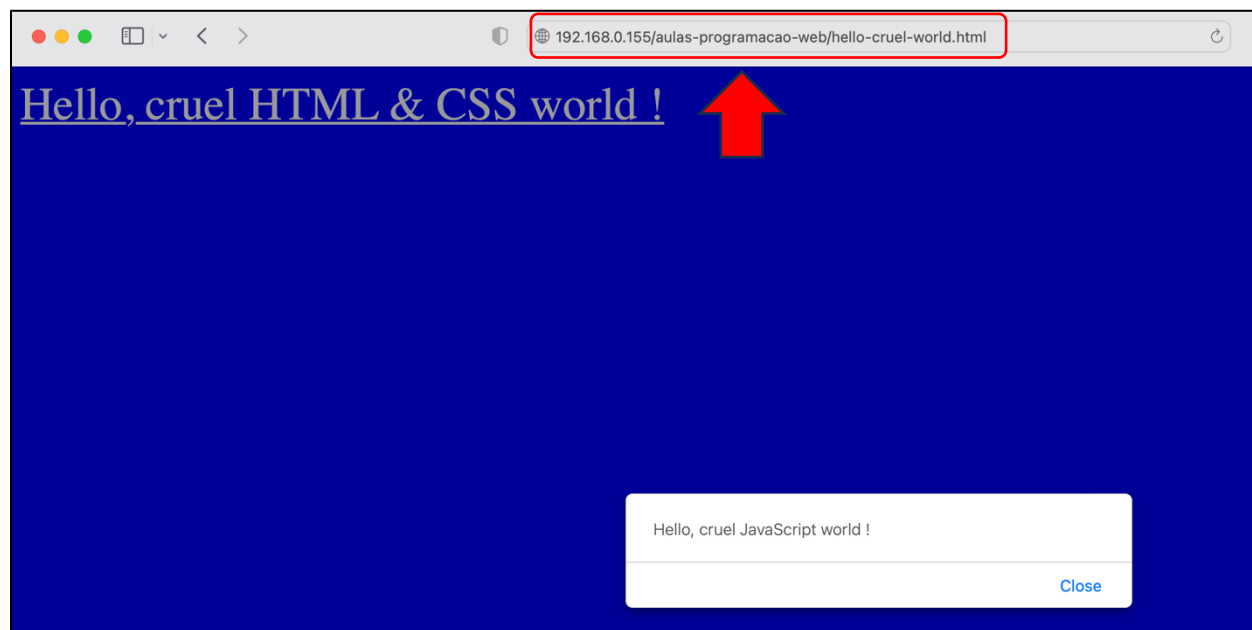 192.168.0.155/aulas-programacao-web/hello-cruel-world.html
Hello, cruel HTML & CSS world !
Hello, cruel JavaScript world !
Close